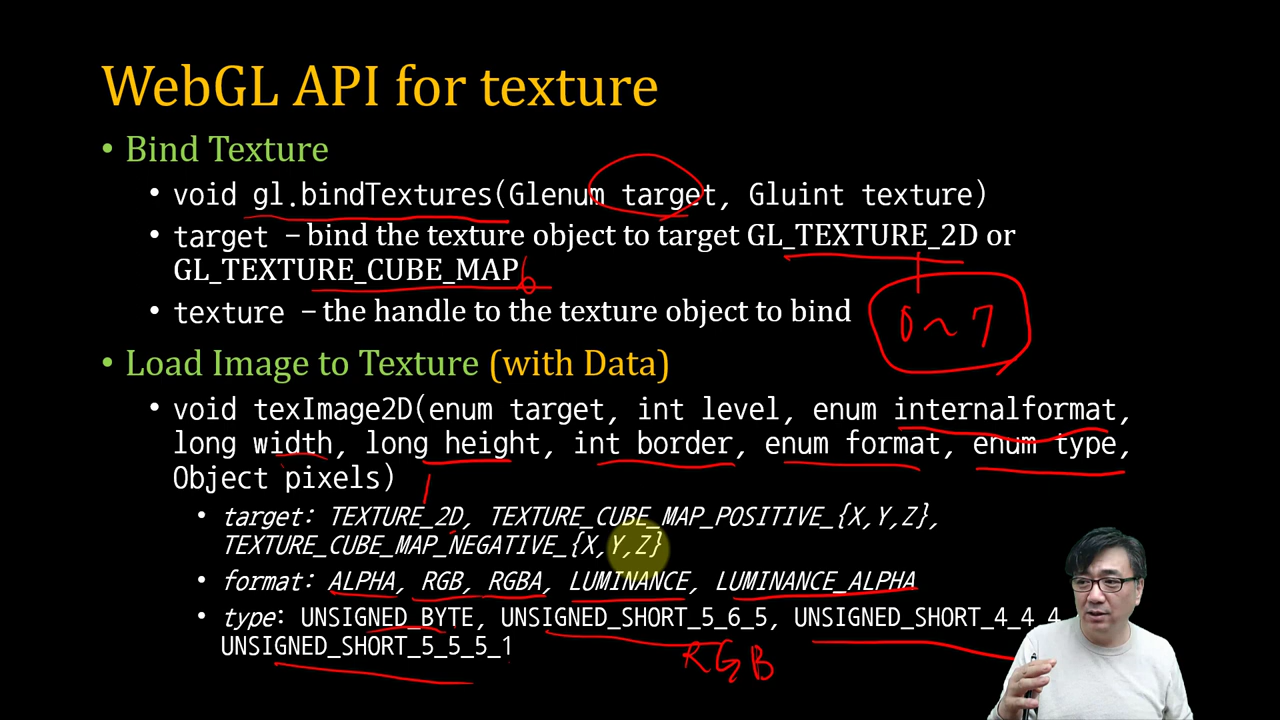 WebGL API for texture
• Bind Texture
• void gl.bindTextures(Glenum target, Gluint texture)
• target – bind the texture object to target GL_TEXTURE_2D or
GL_TEXTURE_CUBE_MAP 6
• texture – the handle to the texture object to bind
0 ~ 7
• Load Image to Texture (with Data)
• void texImage2D(enum target, int level, enum internalformat,
long width, long height, int border, enum format, enum type,
Object pixels)
• target: TEXTURE_2D, TEXTURE_CUBE_MAP_POSITIVE_{X,Y,Z},
TEXTURE_CUBE_MAP_NEGATIVE_{X,Y,Z}
• format: ALPHA, RGB, RGBA, LUMINANCE, LUMINANCE_ALPHA
• type: UNSIGNED_BYTE, UNSIGNED_SHORT_5_6_5, UNSIGNED_SHORT_4_4_4_
UNSIGNED_SHORT_5_5_5_1
RGB